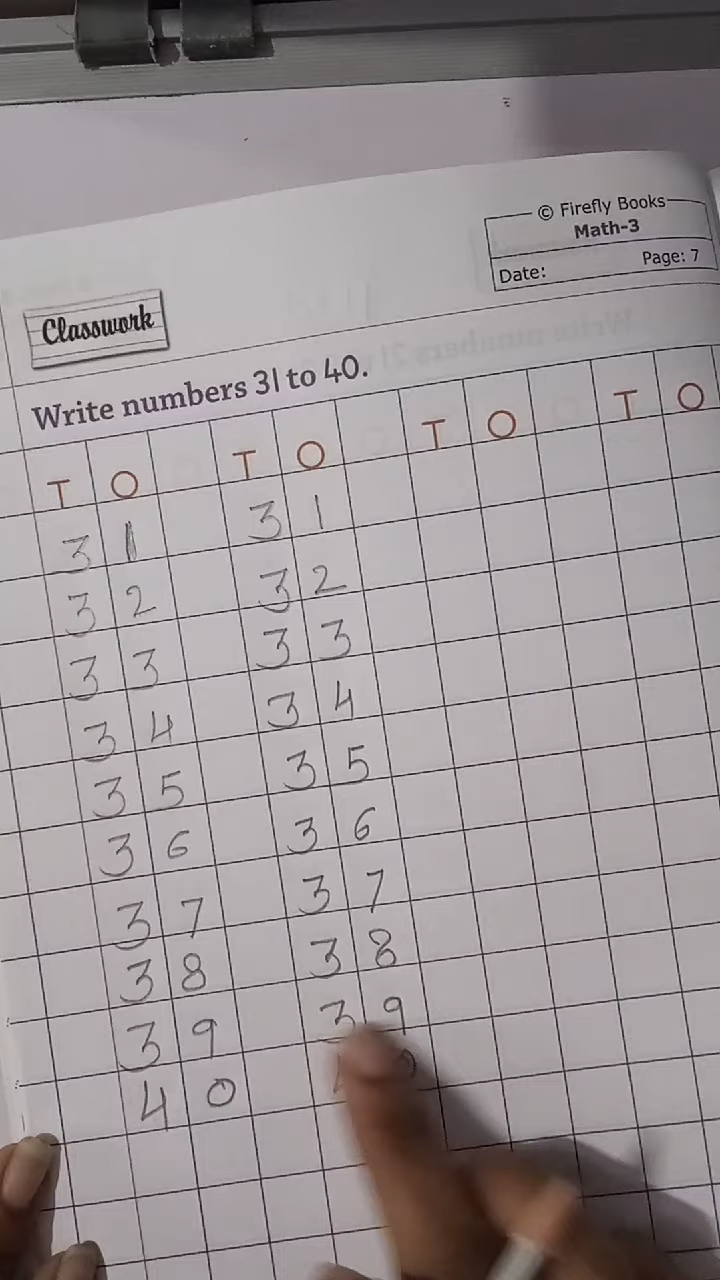 © Firefly Books
Math-3
Date: Page: 7
Classwork
Write numbers 31 to 40.
T O T O T O T O
3 1 3 1
3 2 3 2
3 3 3 3
3 4 3 4
3 5 3 5
3 6 3 6
3 7 3 7
3 8 3 8
3 9 3 9
4 0